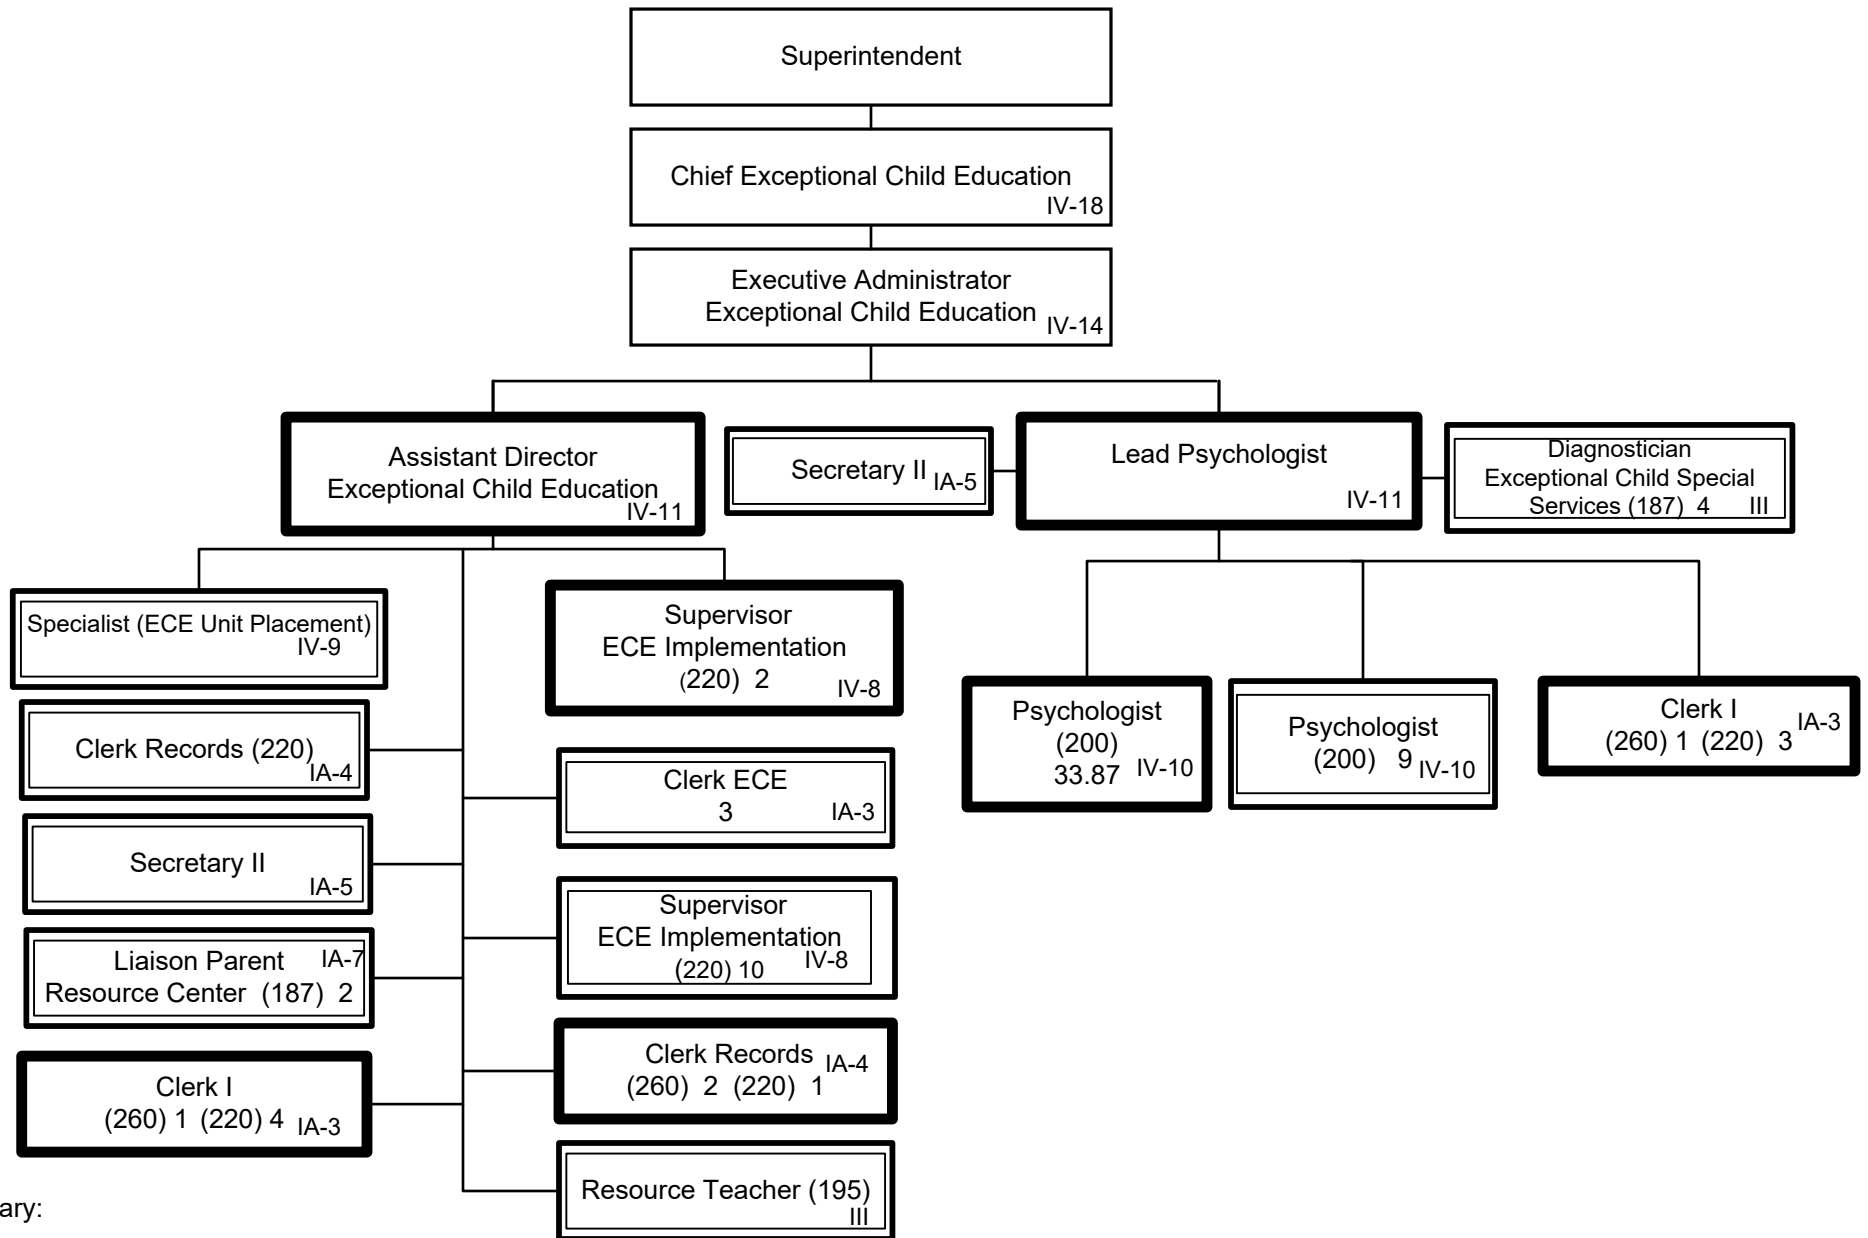 Superintendent
Chief Exceptional Child Education
IV-18
Executive Administrator
Exceptional Child Education
IV-14
Assistant Director
Exceptional Child Education
IV-11
Secretary II
IA-5
Lead Psychologist
IV-11
Diagnostician
Exceptional Child Special
Services (187) 4 III
Specialist (ECE Unit Placement)
IV-9
Supervisor
ECE Implementation
(220) 2
IV-8
Clerk Records (220)
IA-4
Clerk ECE
3 IA-3
Secretary II
IA-5
Supervisor
ECE Implementation
(220) 10 IV-8
Liaison Parent IA-7
Resource Center (187) 2
Clerk Records IA-4
(260) 2 (220) 1
Clerk I
(260) 1 (220) 4 IA-3
Resource Teacher (195)
III
Psychologist
(200)
33.87 IV-10
Psychologist
(200) 9 IV-10
Clerk I IA-3
(260) 1 (220) 3
ary: